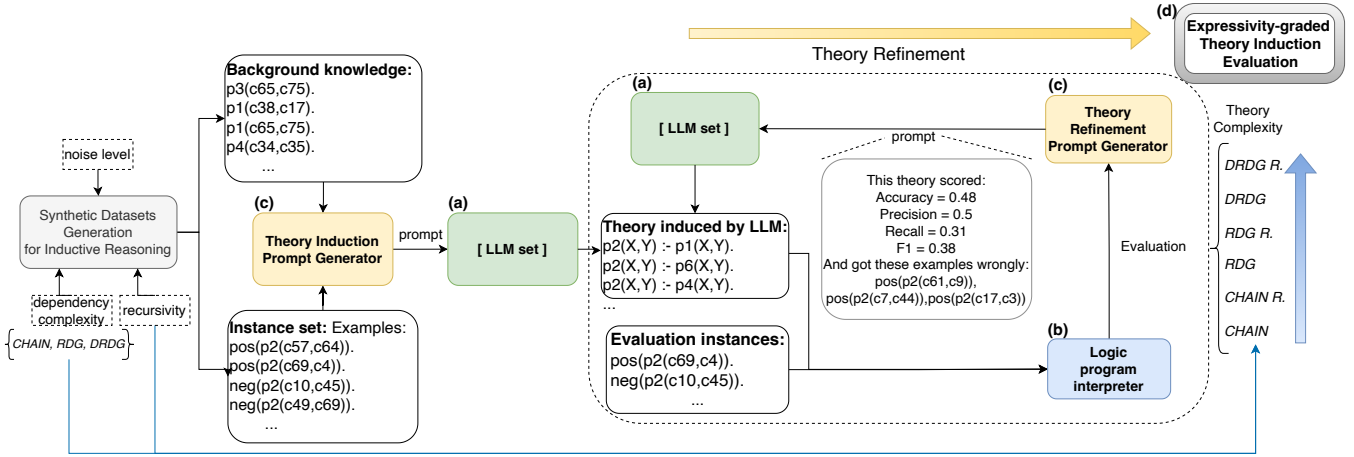 (d)
Expressivity-graded
Theory Induction
Evaluation
Theory Refinement
Background knowledge:
p3(c65,c75).
p1(c38,c17).
p1(c65,c75).
p4(c34,c35).
...
noise level
Synthetic Datasets
Generation
for Inductive Reasoning
dependency
complexity
recursivity
{CHAIN, RDG, DRDG}
(c)
Theory Induction
Prompt Generator
prompt
(a)
[ LLM set ]
Instance set: Examples:
pos(p2(c57,c64)).
pos(p2(c69,c4)).
neg(p2(c10,c45)).
neg(p2(c49,c69)).
...
(a)
[ LLM set ]
Theory induced by LLM:
p2(X,Y) :- p1(X,Y).
p2(X,Y) :- p6(X,Y).
p2(X,Y) :- p4(X,Y).
...
Evaluation instances:
pos(p2(c69,c4)).
neg(p2(c10,c45)).
...
prompt
This theory scored:
Accuracy = 0.48
Precision = 0.5
Recall = 0.31
F1 = 0.38
And got these examples wrongly:
pos(p2(c61,c9)),
pos(p2(c7,c44)),pos(p2(c17,c3))
(c)
Theory
Refinement
Prompt Generator
Evaluation
(b)
Logic
program
interpreter
Theory
Complexity
DRDG R.
DRDG
RDG R.
RDG
CHAIN R.
CHAIN